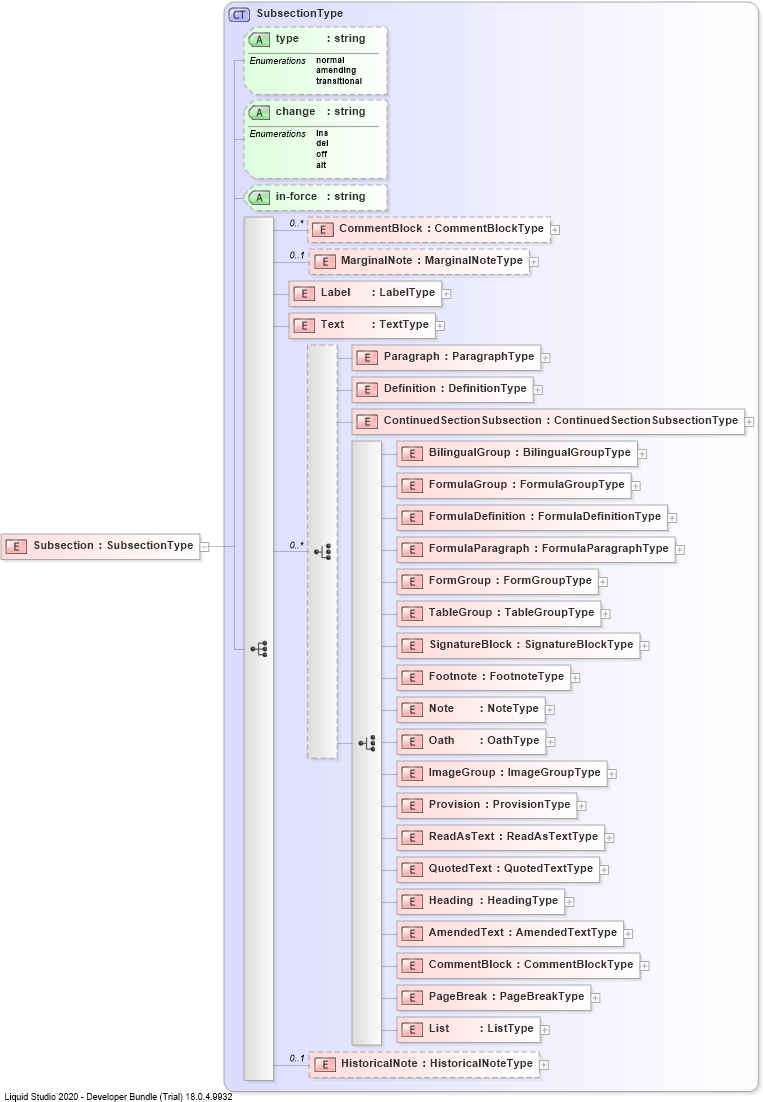 CT SubsectionType
A type : string
Enumerations normal
amending
transitional
A change : string
Enumerations ins
del
off
alt
A in-force : string
0..* E CommentBlock : CommentBlockType
0..1 E MarginalNote : MarginalNoteType
E Label : LabelType
E Text : TextType
E Paragraph : ParagraphType
E Definition : DefinitionType
E ContinuedSectionSubsection : ContinuedSectionSubsectionType
E BilingualGroup : BilingualGroupType
E FormulaGroup : FormulaGroupType
E FormulaDefinition : FormulaDefinitionType
E Subsection : SubsectionType
0..*
E FormulaParagraph : FormulaParagraphType
E FormGroup : FormGroupType
E TableGroup : TableGroupType
E SignatureBlock : SignatureBlockType
E Footnote : FootnoteType
E Note : NoteType
E Oath : OathType
E ImageGroup : ImageGroupType
E Provision : ProvisionType
E ReadAsText : ReadAsTextType
E QuotedText : QuotedTextType
E Heading : HeadingType
E AmendedText : AmendedTextType
E CommentBlock : CommentBlockType
E PageBreak : PageBreakType
E List : ListType
0..1 E HistoricalNote : HistoricalNoteType
Liquid Studio 2020 - Developer Bundle (Trial) 18.0.4.9932